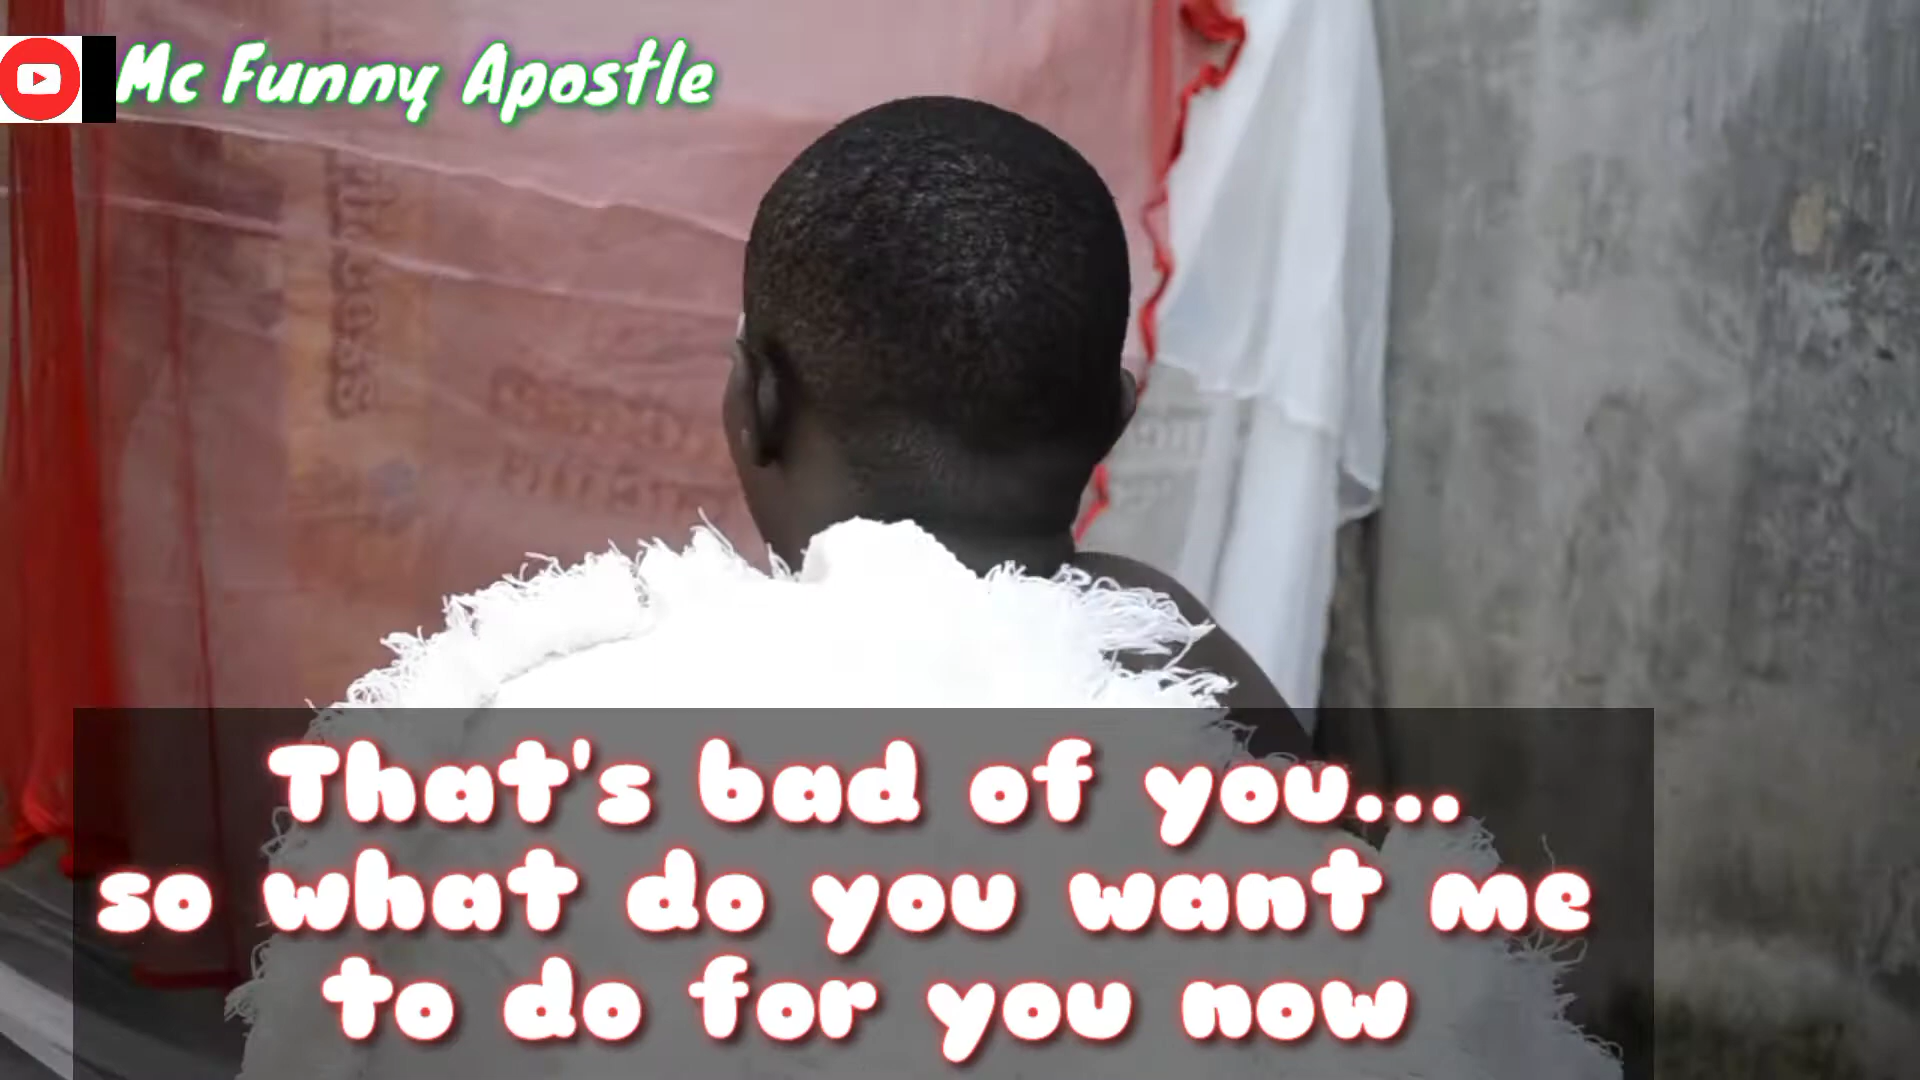 Mc Funny Apostle
That's bad of you...
so what do you want me
to do for you now